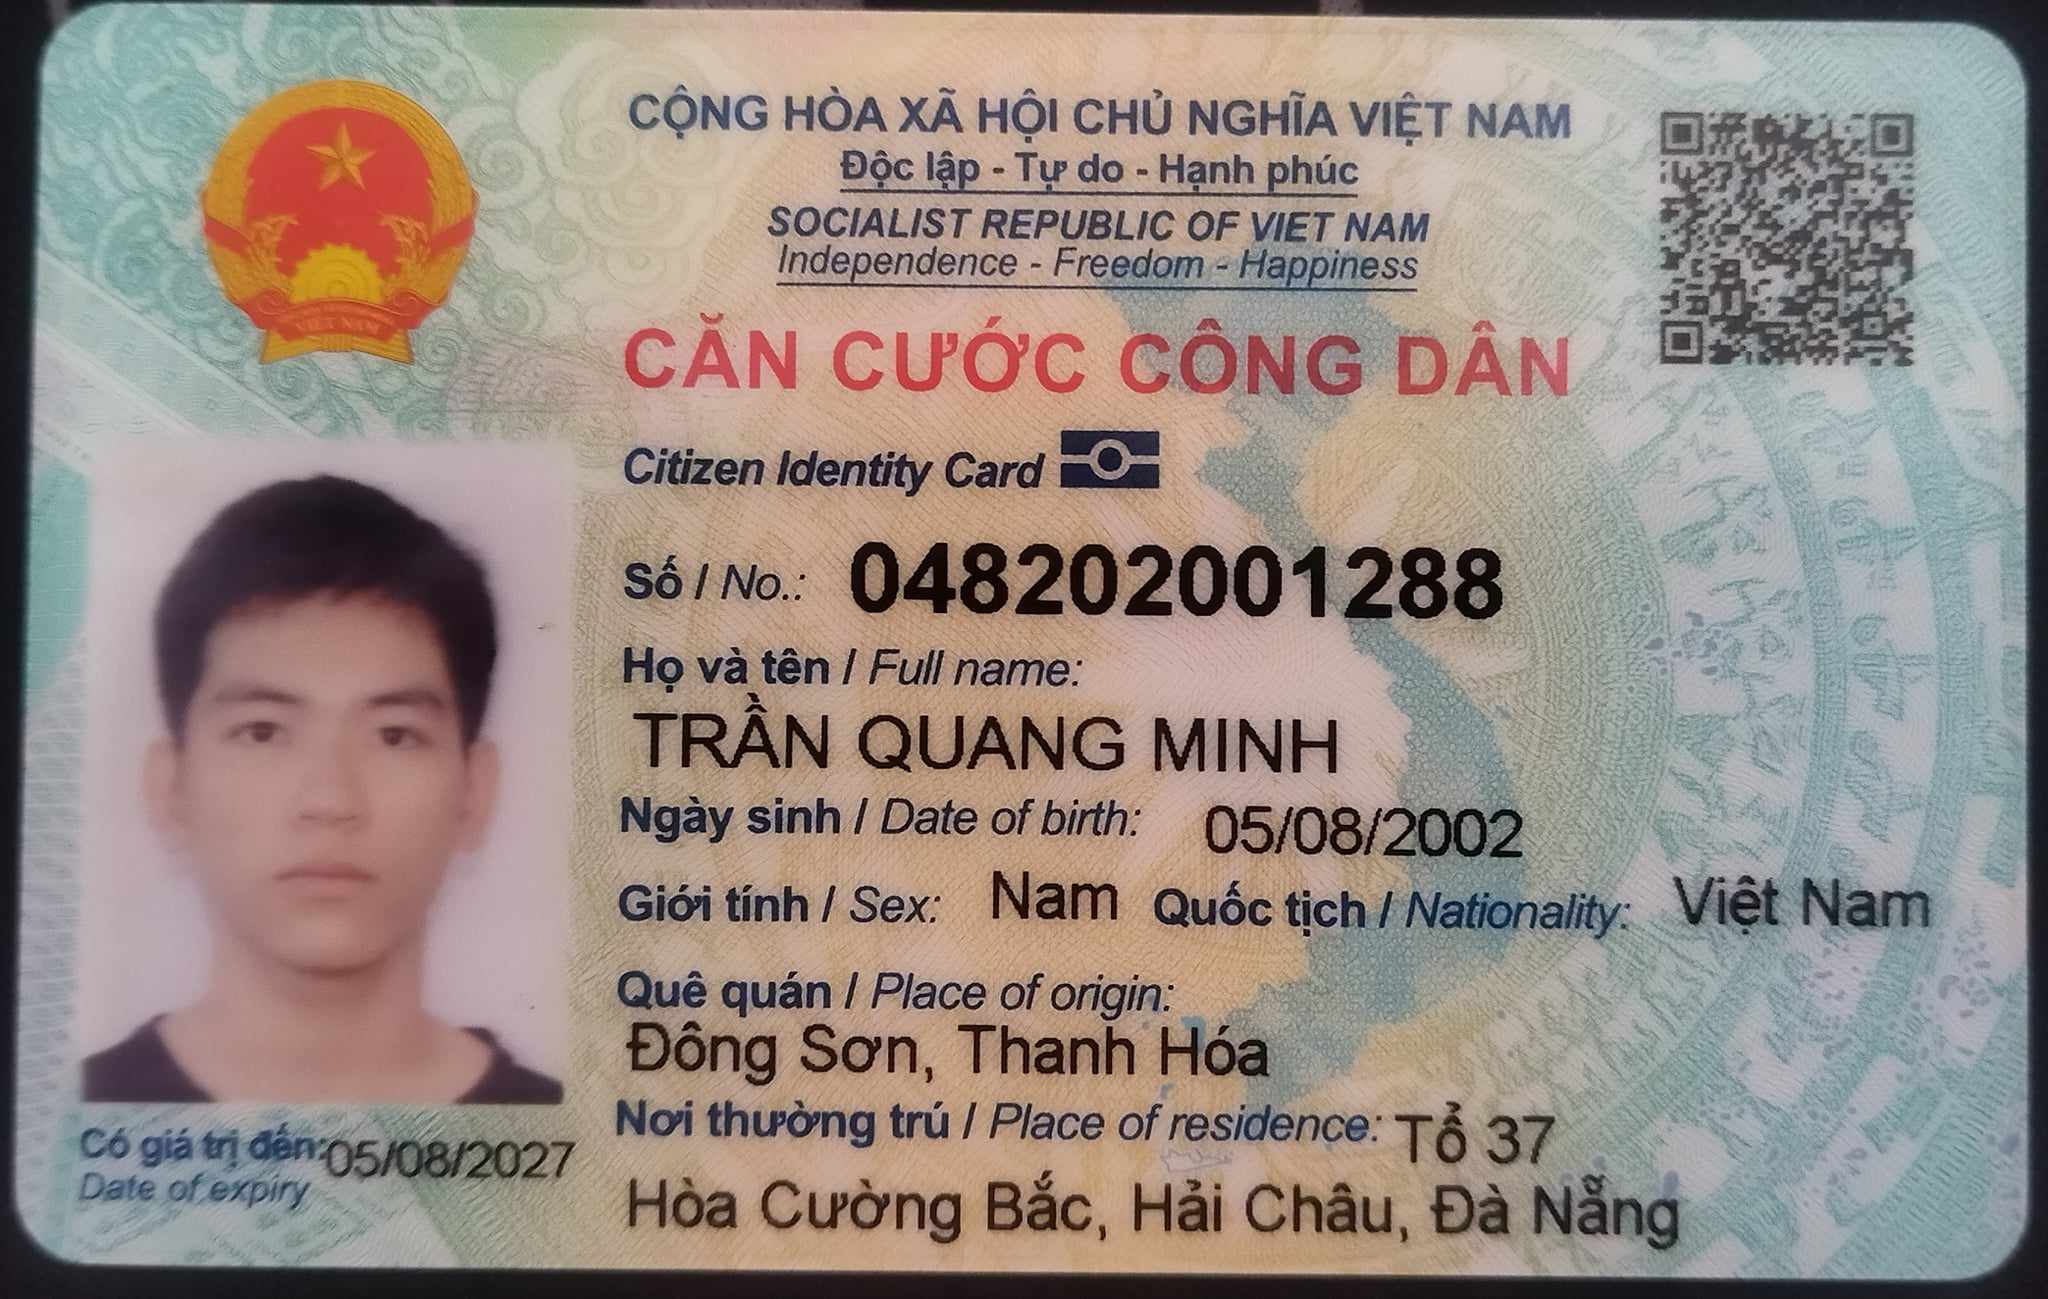 CỘNG HÒA XÃ HỘI CHỦ NGHĨA VIỆT NAM
Độc lập - Tự do - Hạnh phúc
SOCIALIST REPUBLIC OF VIET NAM
Independence - Freedom - Happiness
VIỆT NAM
CĂN CƯỚC CÔNG DÂN
Citizen Identity Card
Số / No.: 048202001288
Họ và tên / Full name:
TRẦN QUANG MINH
Ngày sinh / Date of birth: 05/08/2002
Giới tính / Sex: Nam Quốc tịch / Nationality: Việt Nam
Quê quán / Place of origin:
Đông Sơn, Thanh Hóa
Nơi thường trú / Place of residence: Tổ 37
Hòa Cường Bắc, Hải Châu, Đà Nẵng
Có giá trị đến: 05/08/2027
Date of expiry